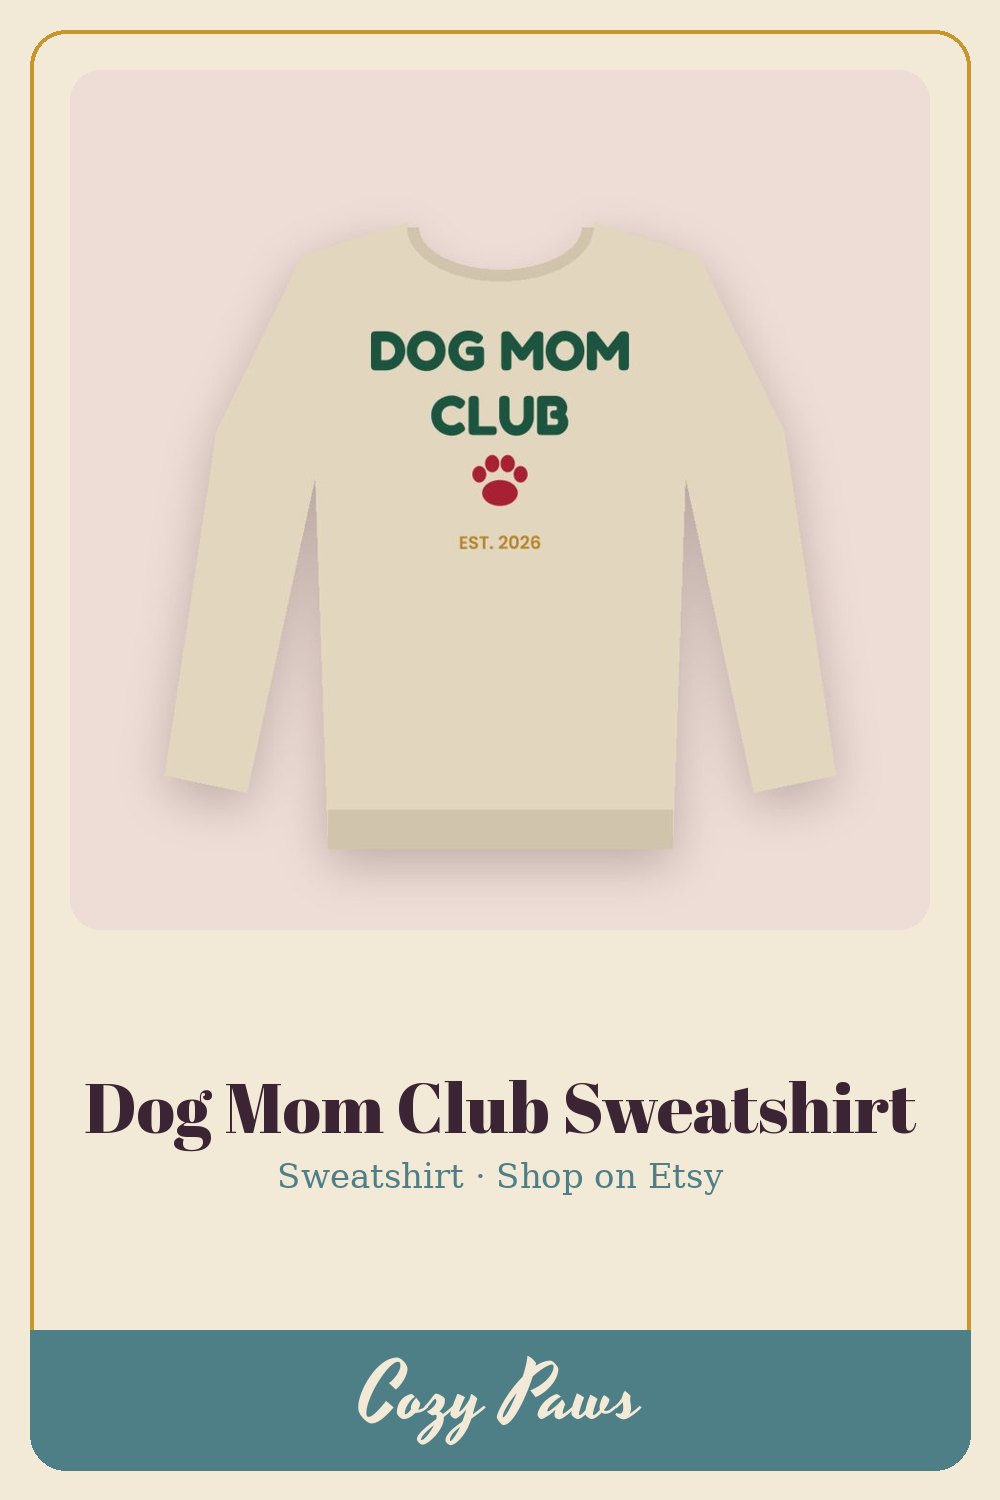 DOG MOM
CLUB
EST. 2026
Dog Mom Club Sweatshirt
Sweatshirt · Shop on Etsy
Cozy Paws